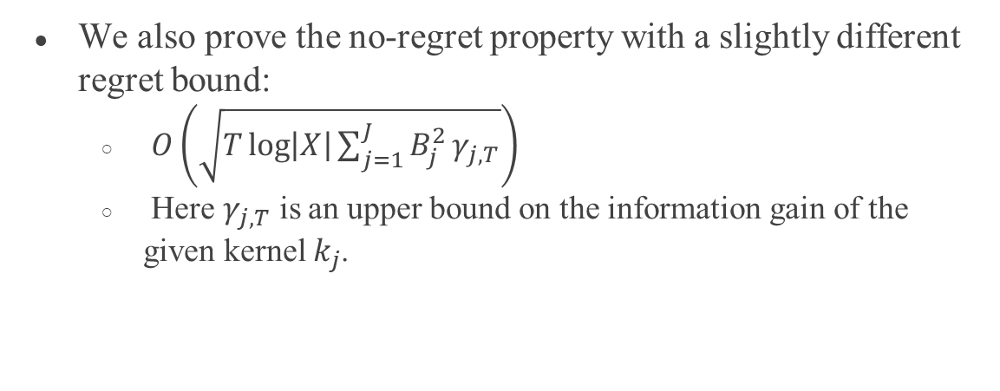 • We also prove the no-regret property with a slightly different
regret bound:
○ $O\left(\sqrt{T \log|X| \sum_{j=1}^{J} B_j^2 \gamma_{j,T}}\right)$
○ Here $\gamma_{j,T}$ is an upper bound on the information gain of the
given kernel $k_j$.